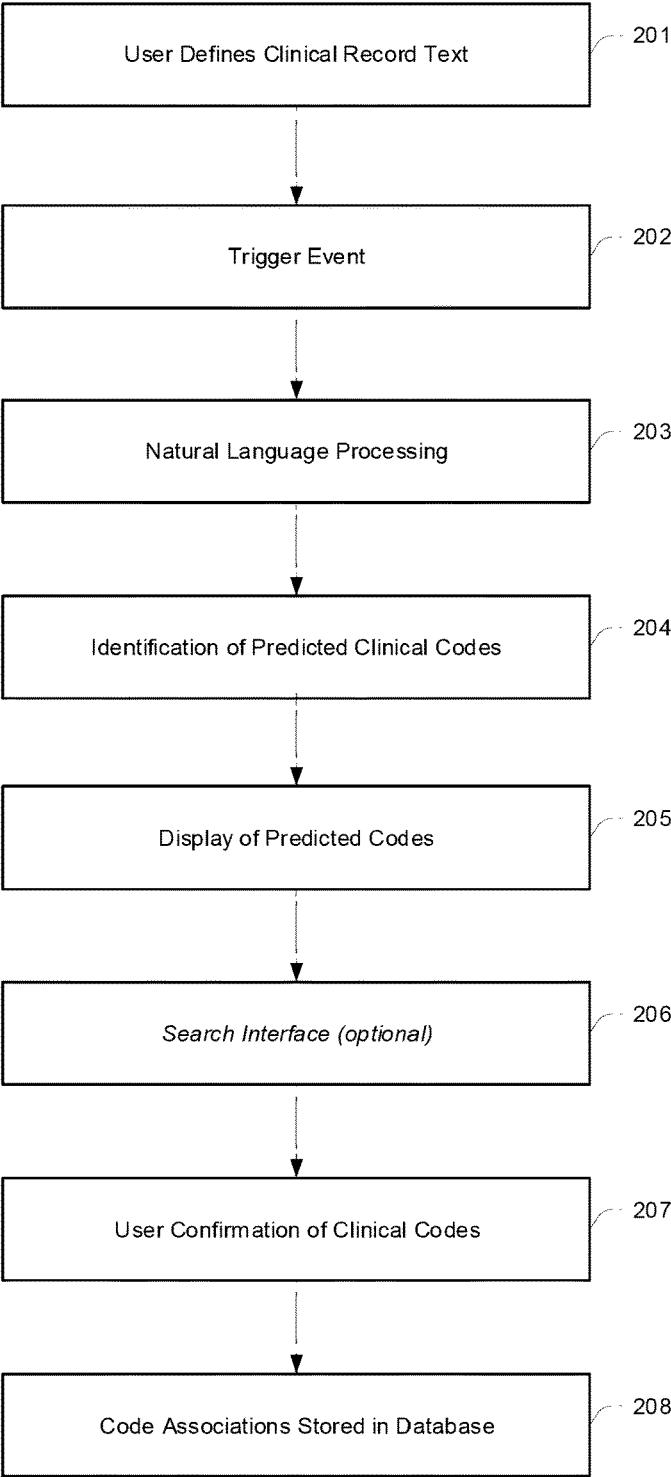 User Defines Clinical Record Text
201
Trigger Event
202
Natural Language Processing
203
Identification of Predicted Clinical Codes
204
Display of Predicted Codes
205
Search Interface (optional)
206
User Confirmation of Clinical Codes
207
Code Associations Stored in Database
208